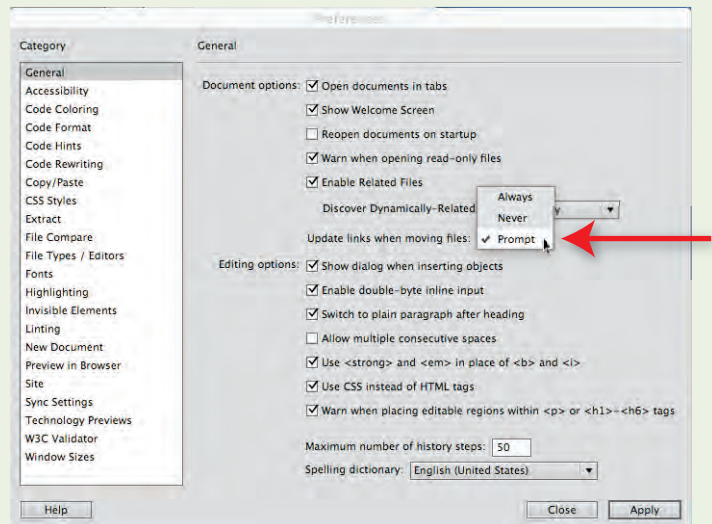 Preferences
Category
General
General
Accessibility
Code Coloring
Code Format
Code Hints
Code Rewriting
Copy/Paste
CSS Styles
Extract
File Compare
File Types / Editors
Fonts
Highlighting
Invisible Elements
Linting
New Document
Preview in Browser
Site
Sync Settings
Technology Previews
W3C Validator
Window Sizes
Document options: Open documents in tabs
Show Welcome Screen
Reopen documents on startup
Warn when opening read-only files
Enable Related Files
Discover Dynamically-Related y
Always
Never
Prompt
Update links when moving files:
Editing options: Show dialog when inserting objects
Enable double-byte inline input
Switch to plain paragraph after heading
Allow multiple consecutive spaces
Use <strong> and <em> in place of <b> and <i>
Use CSS instead of HTML tags
Warn when placing editable regions within <p> or <h1>-<h6> tags
Maximum number of history steps: 50
Spelling dictionary: English (United States)
Help
Close
Apply